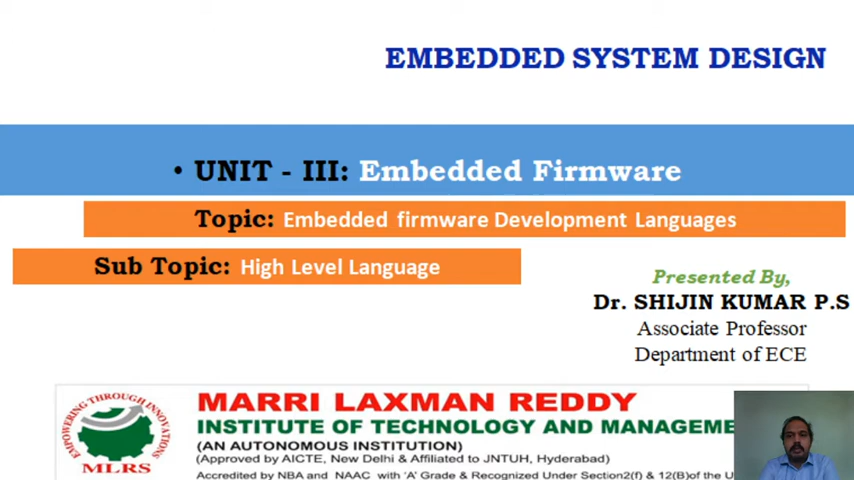 EMBEDDED SYSTEM DESIGN
• UNIT - III: Embedded Firmware
Topic: Embedded firmware Development Languages
Sub Topic: High Level Language
Presented By,
Dr. SHIJIN KUMAR P.S
Associate Professor
Department of ECE
EMPOWERING THROUGH INNOVATIONS
MLRS
MARRI LAXMAN REDDY
INSTITUTE OF TECHNOLOGY AND MANAGEME
(AN AUTONOMOUS INSTITUTION)
(Approved by AICTE, New Delhi & Affiliated to JNTUH, Hyderabad)
Accredited by NBA and NAAC with 'A' Grade & Recognized Under Section2(f) & 12(B)of the U